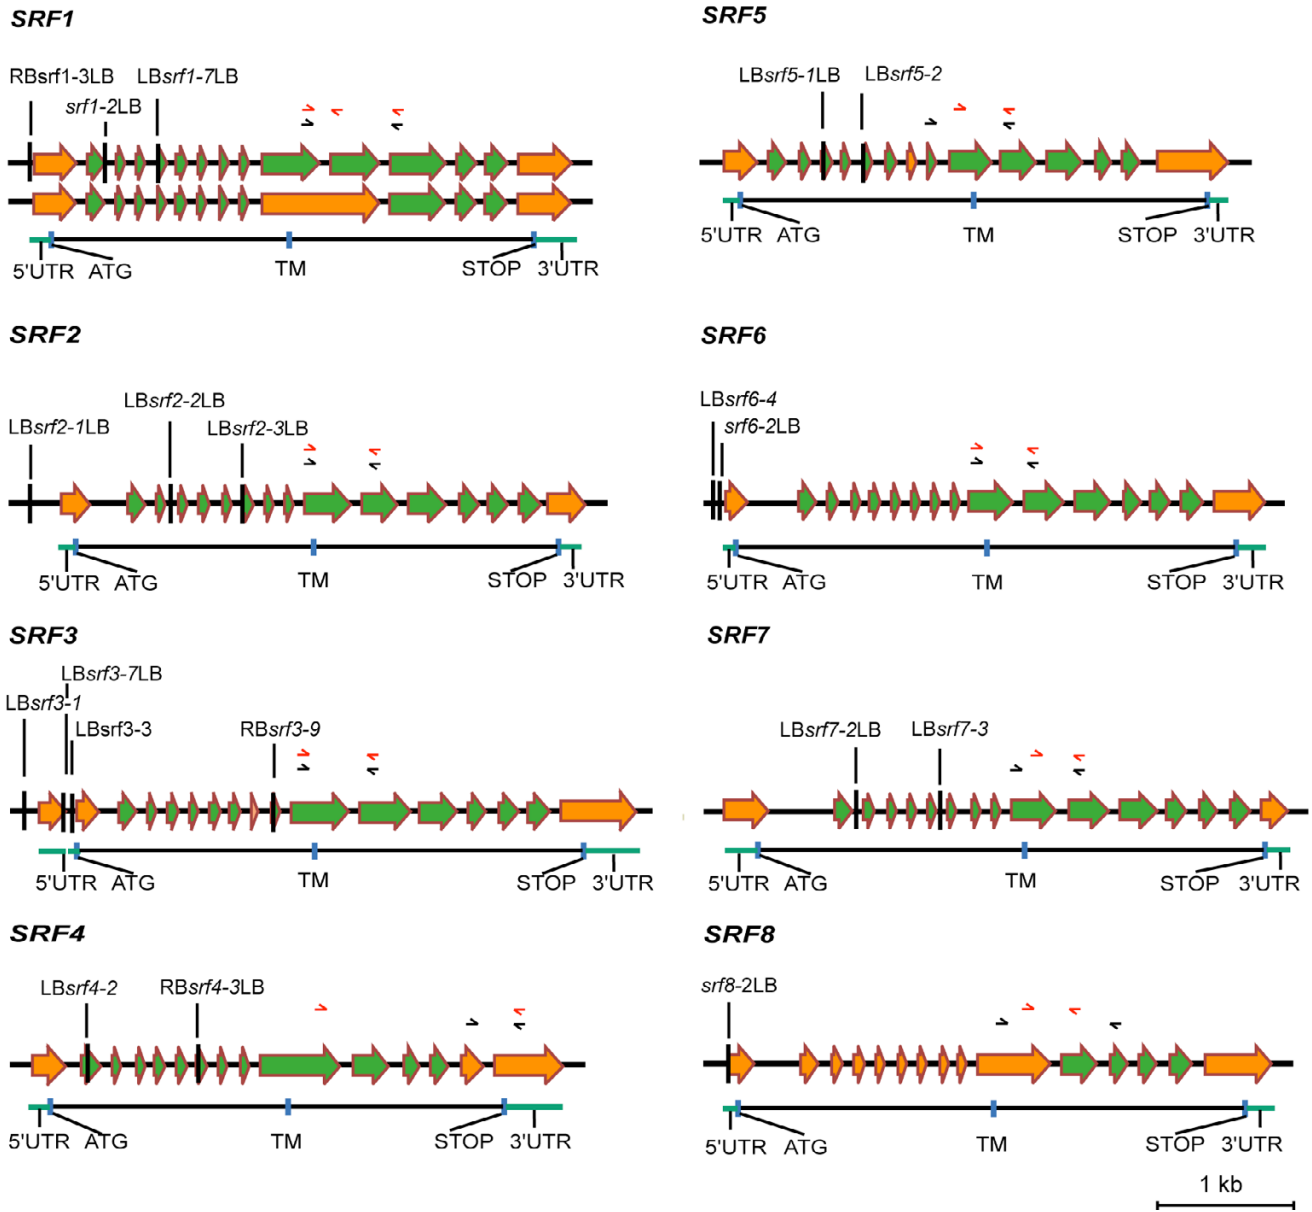 SRF1
RBsrf1-3LB LBsrf1-7LB
srf1-2LB
5'UTR ATG TM STOP 3'UTR
SRF2
LBsrf2-2LB
LBsrf2-1LB LBsrf2-3LB
5'UTR ATG TM STOP 3'UTR
SRF3
LBsrf3-7LB
LBsrf3-1
LBsrf3-3 RBsrf3-9
5'UTR ATG TM STOP 3'UTR
SRF4
LBsrf4-2 RBsrf4-3LB
5'UTR ATG TM STOP 3'UTR
SRF5
LBsrf5-1LB LBsrf5-2
5'UTR ATG TM STOP 3'UTR
SRF6
LBsrf6-4
srf6-2LB
5'UTR ATG TM STOP 3'UTR
SRF7
LBsrf7-2LB LBsrf7-3
5'UTR ATG TM STOP 3'UTR
SRF8
srf8-2LB
5'UTR ATG TM STOP 3'UTR
1 kb